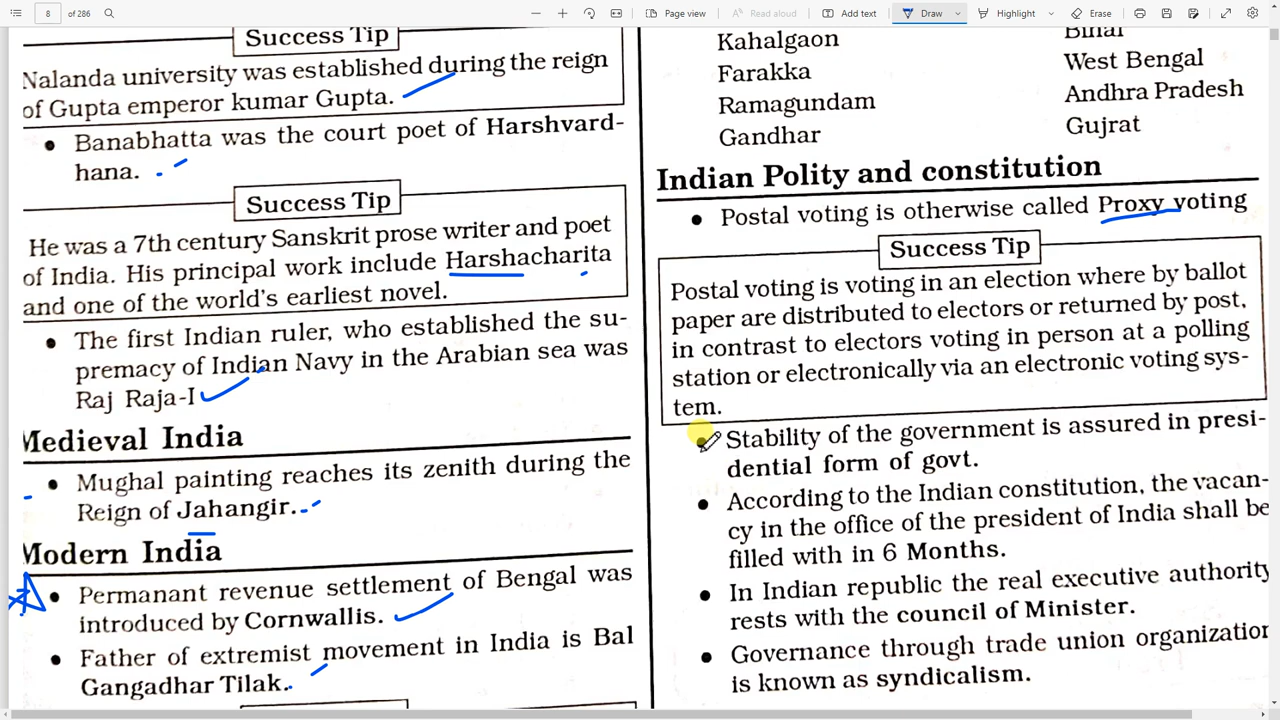 8 of 286
Page view
Read aloud
Add text
Draw
Highlight
Erase
Success Tip
Nalanda university was established during the reign
of Gupta emperor kumar Gupta.
Banabhatta was the court poet of Harshvard-
hana.
Success Tip
He was a 7th century Sanskrit prose writer and poet
of India. His principal work include Harshacharita
and one of the world's earliest novel.
The first Indian ruler, who established the su-
premacy of Indian Navy in the Arabian sea was
Raj Raja-I
Medieval India
Mughal painting reaches its zenith during the
Reign of Jahangir.
Modern India
Permanant revenue settlement of Bengal was
introduced by Cornwallis.
Father of extremist movement in India is Bal
Gangadhar Tilak.
Kahalgaon Bihar
Farakka West Bengal
Ramagundam Andhra Pradesh
Gandhar Gujrat
Indian Polity and constitution
Postal voting is otherwise called Proxy voting
Success Tip
Postal voting is voting in an election where by ballot
paper are distributed to electors or returned by post,
in contrast to electors voting in person at a polling
station or electronically via an electronic voting sys-
tem.
Stability of the government is assured in presi-
dential form of govt.
According to the Indian constitution, the vacan-
cy in the office of the president of India shall be
filled with in 6 Months.
In Indian republic the real executive authority
rests with the council of Minister.
Governance through trade union organization
is known as syndicalism.